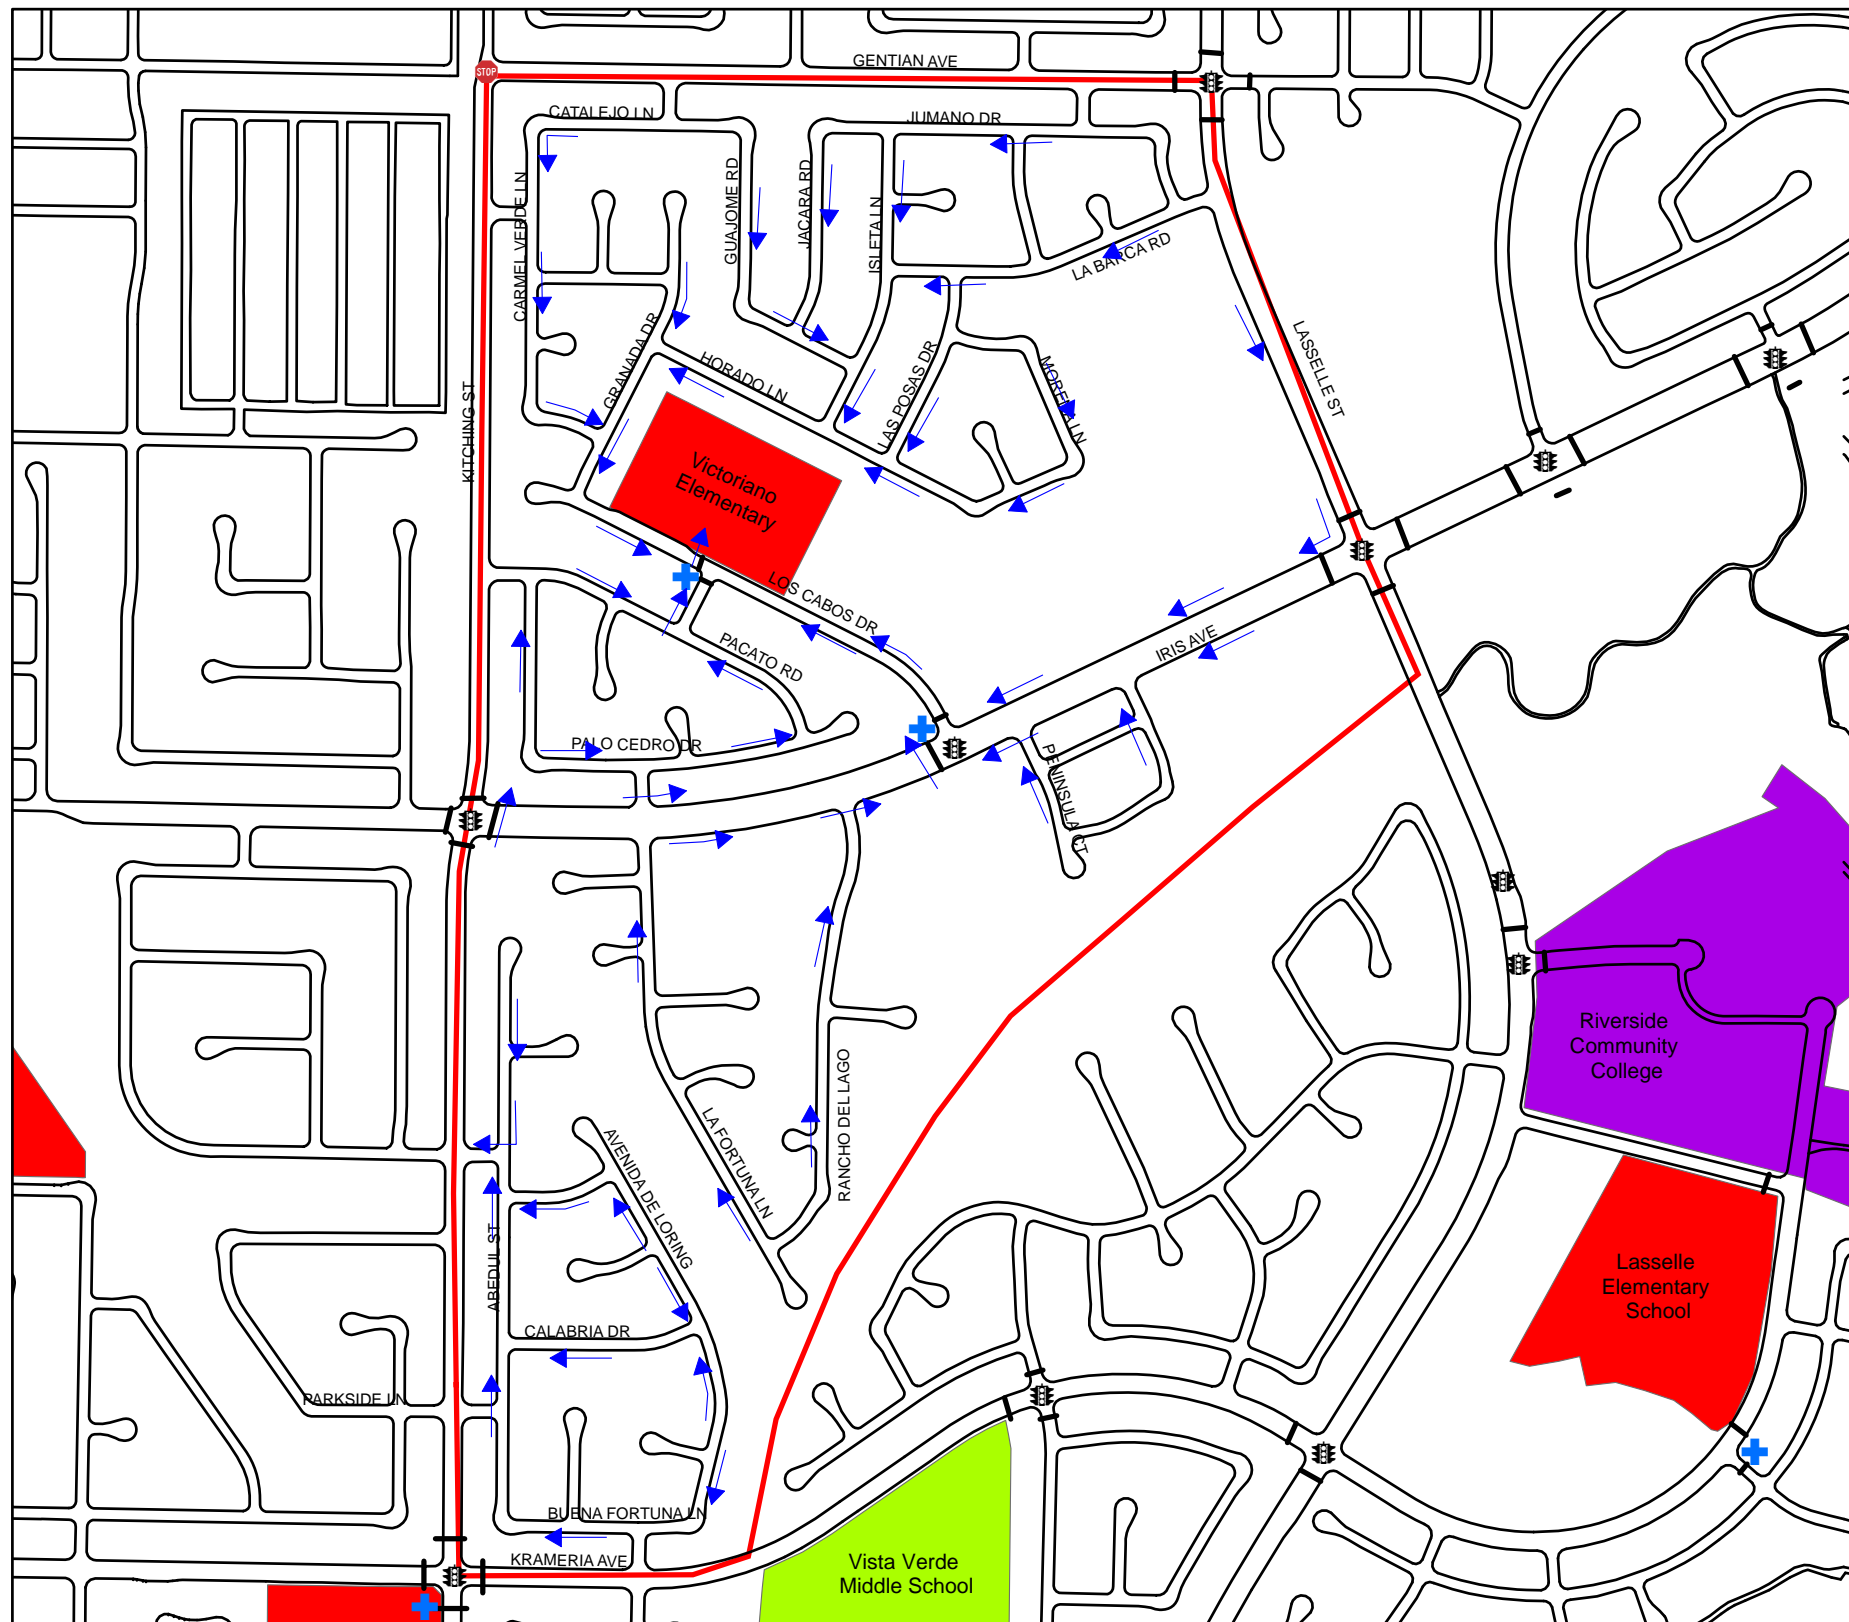 GENTIAN AVE
STOP
CATALEJO LN
JUMANO DR
CARMEL VERDE LN
GUAJOME RD
JACARA RD
ISLETA LN
LA BARCA RD
GRANADA DR
HORADO LN
LAS POSAS DR
MORENA LN
LASSELLE ST
KITCHING ST
Victoriano
Elementary
LOS CABOS DR
PACATO RD
IRIS AVE
PALO CEDRO DR
PENINSULA CT
Riverside
Community
College
RANCHO DEL LAGO
LA FORTUNA LN
AVENIDA DE LORING
ABEDUL ST
Lasselle
Elementary
School
CALABRIA DR
PARKSIDE LN
BUENA FORTUNA LN
KRAMERIA AVE
Vista Verde
Middle School